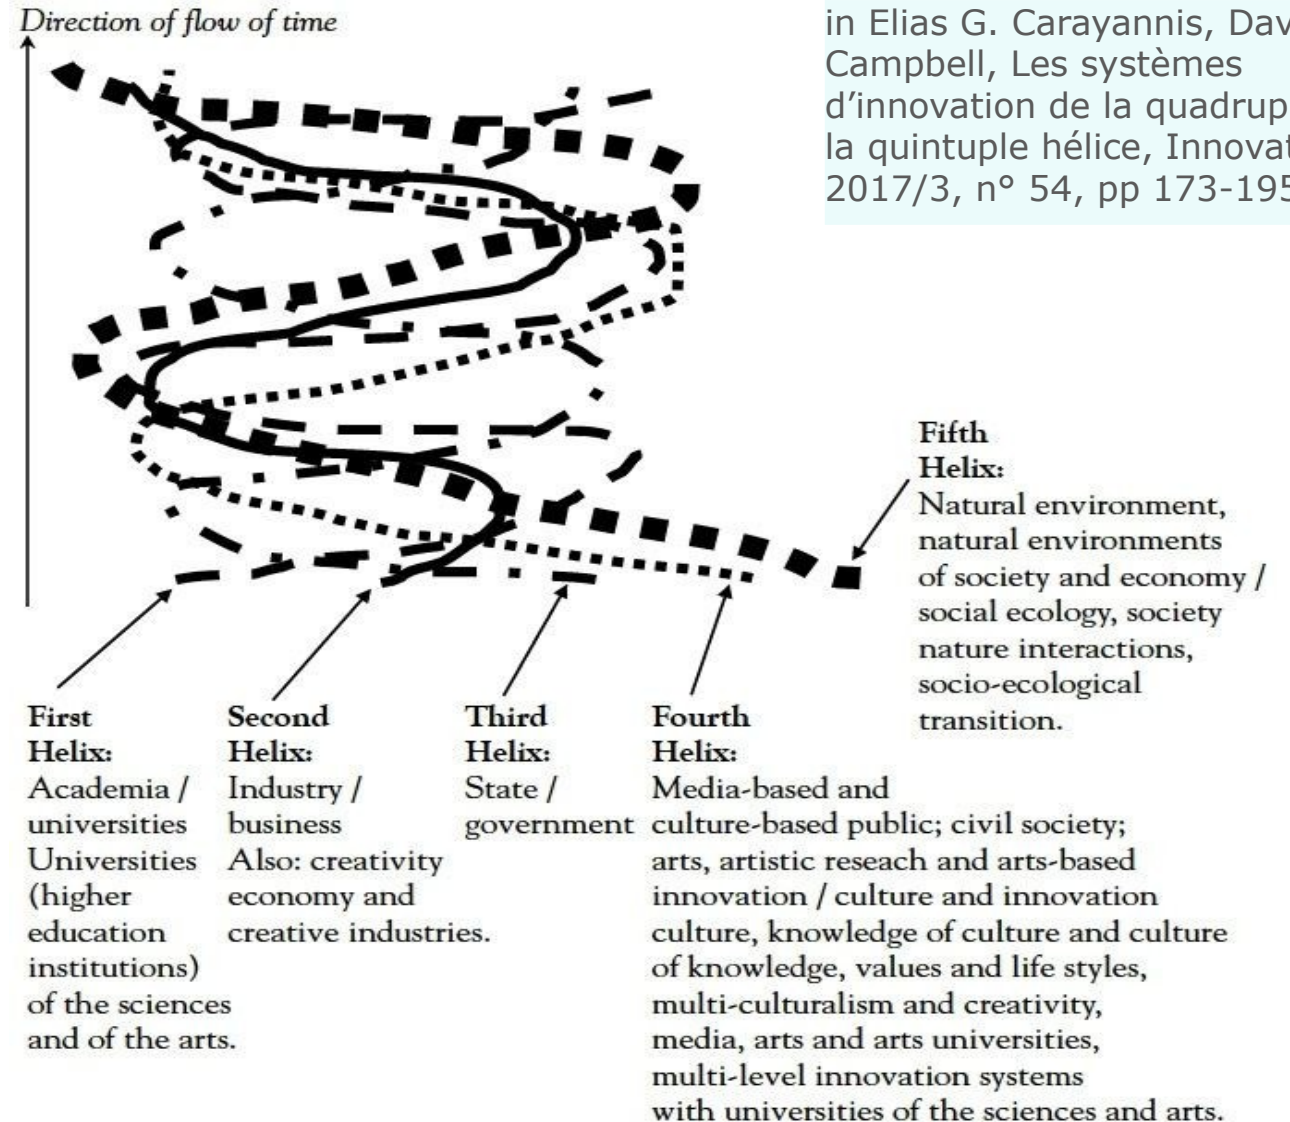 Direction of flow of time
in Elias G. Carayannis,
Campbell, Les systèmes
d'innovation de la
la quintuple hélice,
2017/3, n° 54, pp
Fifth
Helix:
Natural environment,
natural environments
of society and economy /
social ecology, society
nature interactions,
socio-ecological
transition.
First
Helix:
Academia /
universities
Universities
(higher
education
institutions)
of the sciences
and of the arts.
Second
Helix:
Industry /
business
Also: creativity
economy and
creative industries.
Third
Helix:
State /
government
Fourth
Helix:
Media-based and
culture-based public; civil society;
arts, artistic reseach and arts-based
innovation / culture and innovation
culture, knowledge of culture and culture
of knowledge, values and life styles,
multi-culturalism and creativity,
media, arts and arts universities,
multi-level innovation systems
with universities of the sciences and arts.